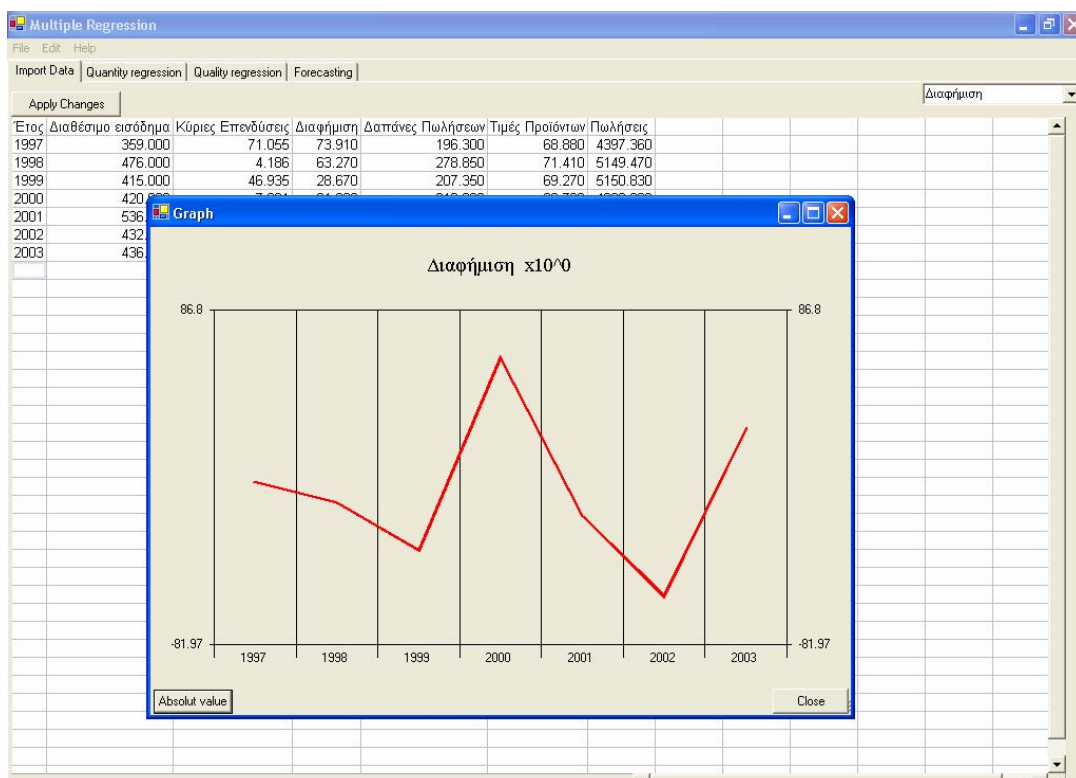 Multiple Regression
File Edit Help
Import Data Quantity regression Quality regression Forecasting
Apply Changes Διαφήμιση
Έτος Διαθέσιμο εισόδημα Κύριες Επενδύσεις Διαφήμιση Δαπάνες Πωλήσεων Τιμές Προϊόντων Πωλήσεις
1997 359.000 71.055 73.910 196.300 68.880 4397.360
1998 476.000 4.186 63.270 278.850 71.410 5149.470
1999 415.000 46.935 28.670 207.350 69.270 5150.830
2000
2001 536.
2002 432.
2003 436.
Graph
Διαφήμιση x10^0
86.8 86.8
-81.97 -81.97
1997 1998 1999 2000 2001 2002 2003
Absolut value Close